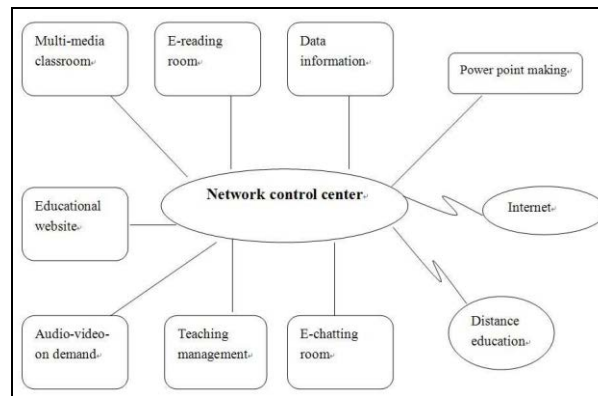 Multi-media
classroom
E-reading
room
Data
information
Power point making
Network control center
Educational
website
Internet
Audio-video-
on demand
Teaching
management
E-chatting
room
Distance
education